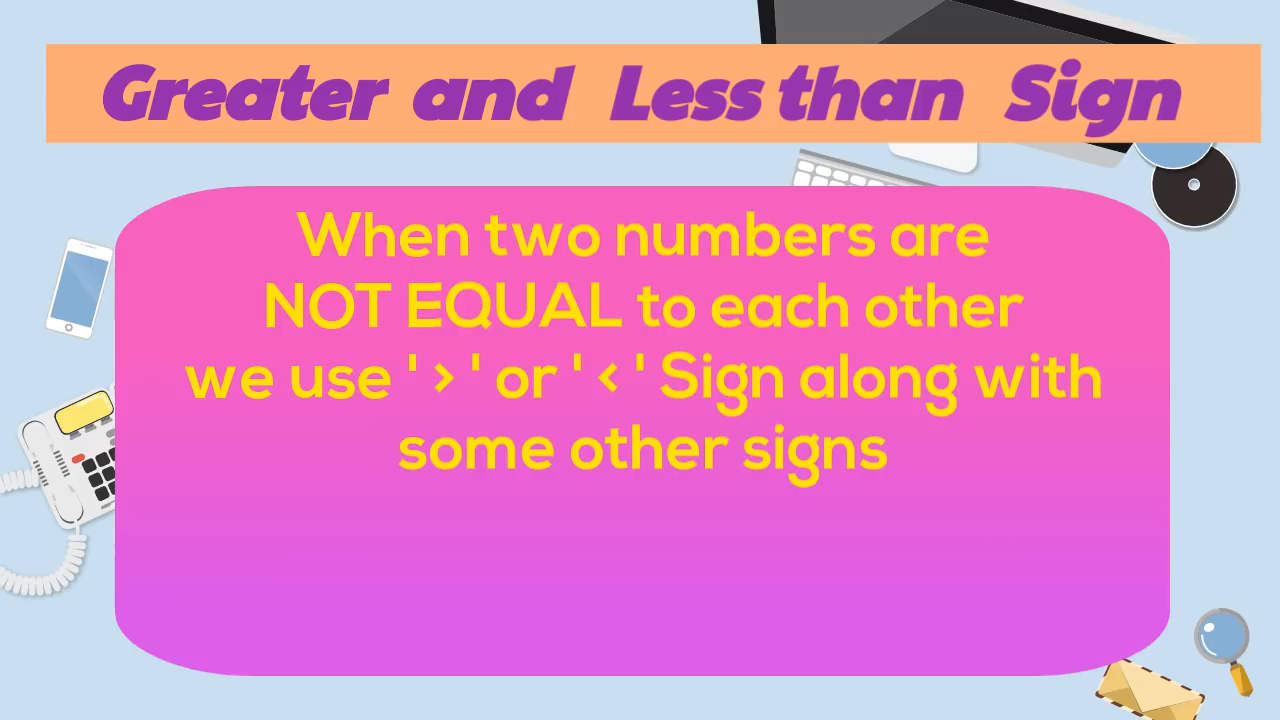 Greater and Less than Sign
When two numbers are
NOT EQUAL to each other
we use ' > ' or ' < ' Sign along with
some other signs